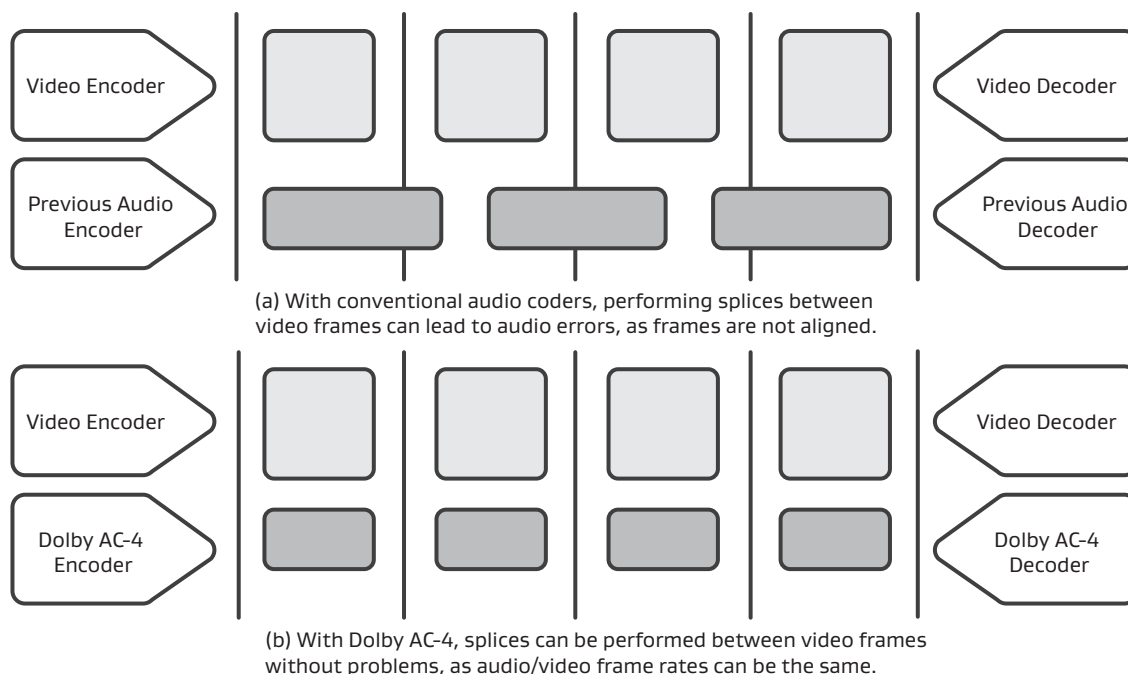 Video Encoder
Video Decoder
Previous Audio
Encoder
Previous Audio
Decoder
(a) With conventional audio coders, performing splices between
video frames can lead to audio errors, as frames are not aligned.
Video Encoder
Video Decoder
Dolby AC-4
Encoder
Dolby AC-4
Decoder
(b) With Dolby AC-4, splices can be performed between video frames
without problems, as audio/video frame rates can be the same.